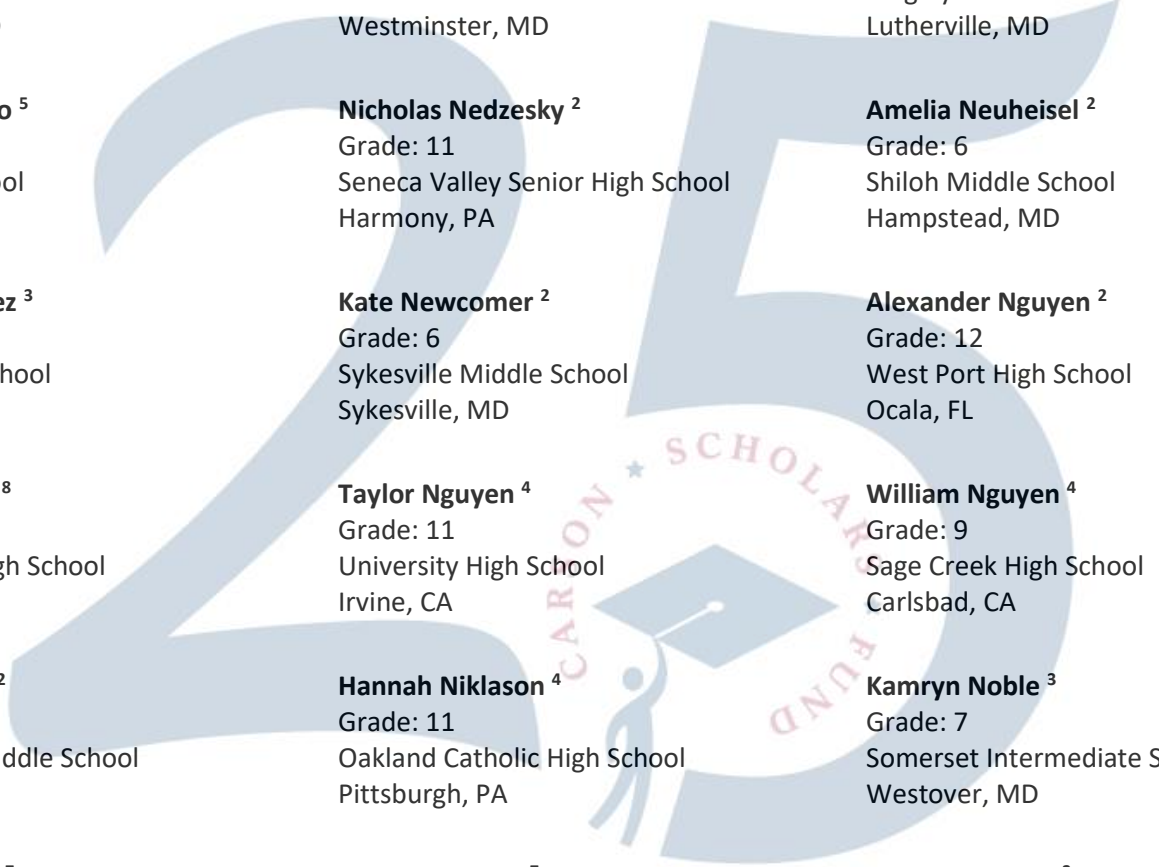 Westminster, MD
Lutherville, MD
o 5
ol
Nicholas Nedzesky 2
Grade: 11
Seneca Valley Senior High School
Harmony, PA
Amelia Neuheisel 2
Grade: 6
Shiloh Middle School
Hampstead, MD
ez 3
hool
Kate Newcomer 2
Grade: 6
Sykesville Middle School
Sykesville, MD
Alexander Nguyen 2
Grade: 12
West Port High School
Ocala, FL
8
gh School
Taylor Nguyen 4
Grade: 11
University High School
Irvine, CA
William Nguyen 4
Grade: 9
Sage Creek High School
Carlsbad, CA
2
ddle School
Hannah Niklason 4
Grade: 11
Oakland Catholic High School
Pittsburgh, PA
Kamryn Noble 3
Grade: 7
Somerset Intermediate S
Westover, MD
25
CARSON ★ SCHOLARS FUND